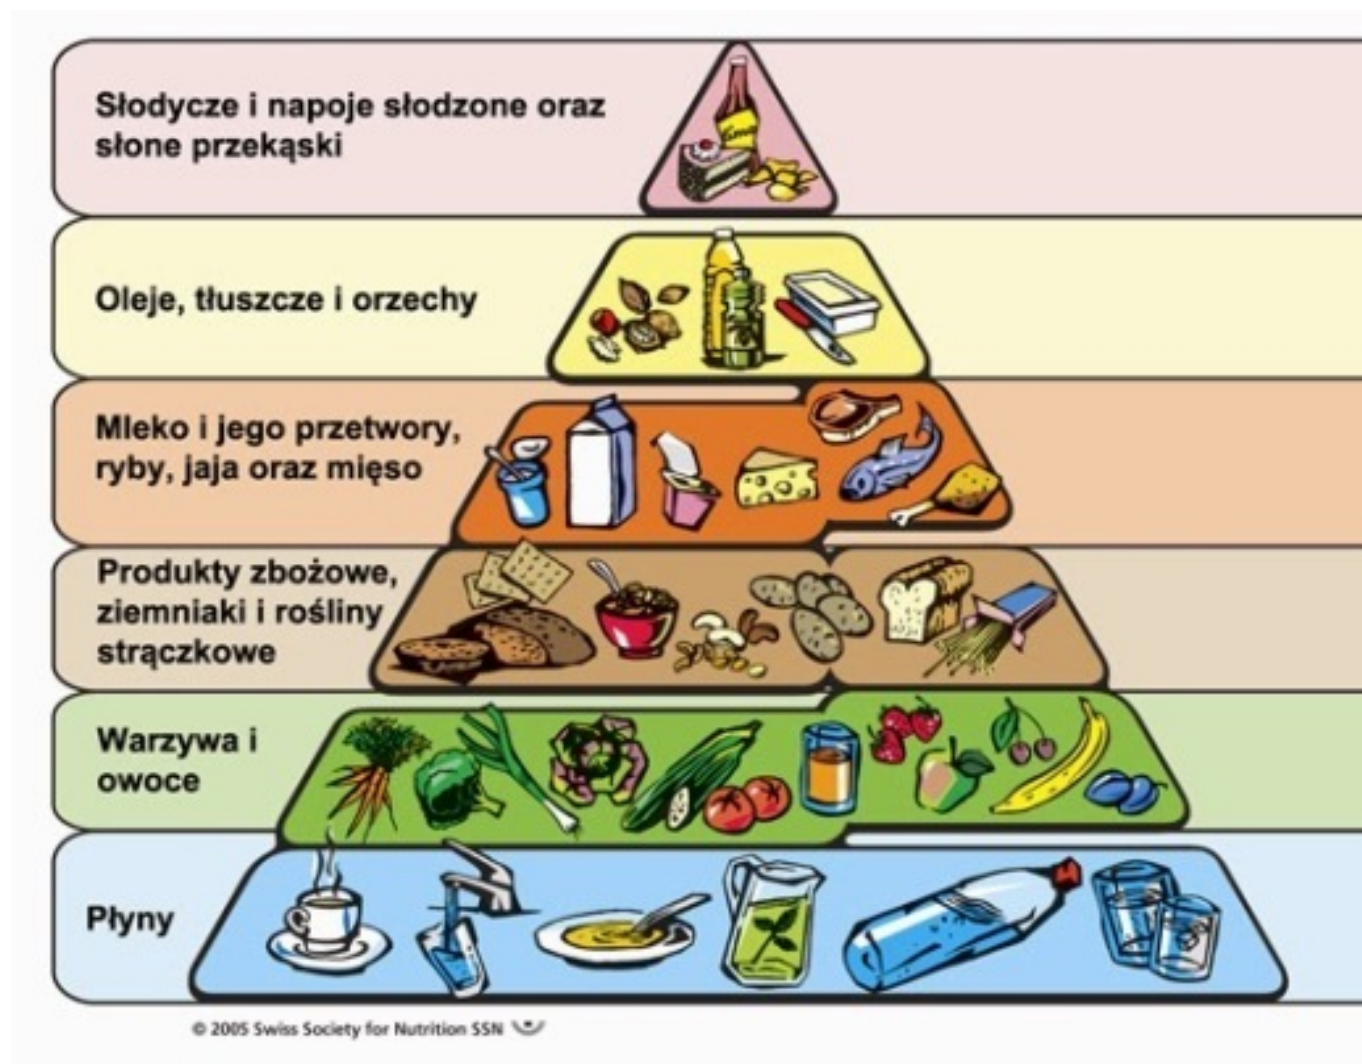 Słodycze i napoje słodzone oraz
słone przekąski
Oleje, tłuszcze i orzechy
Mleko i jego przetwory,
ryby, jaja oraz mięso
Produkty zbożowe,
ziemniaki i rośliny
strączkowe
Warzywa i
owoce
Płyny
© 2005 Swiss Society for Nutrition SSN